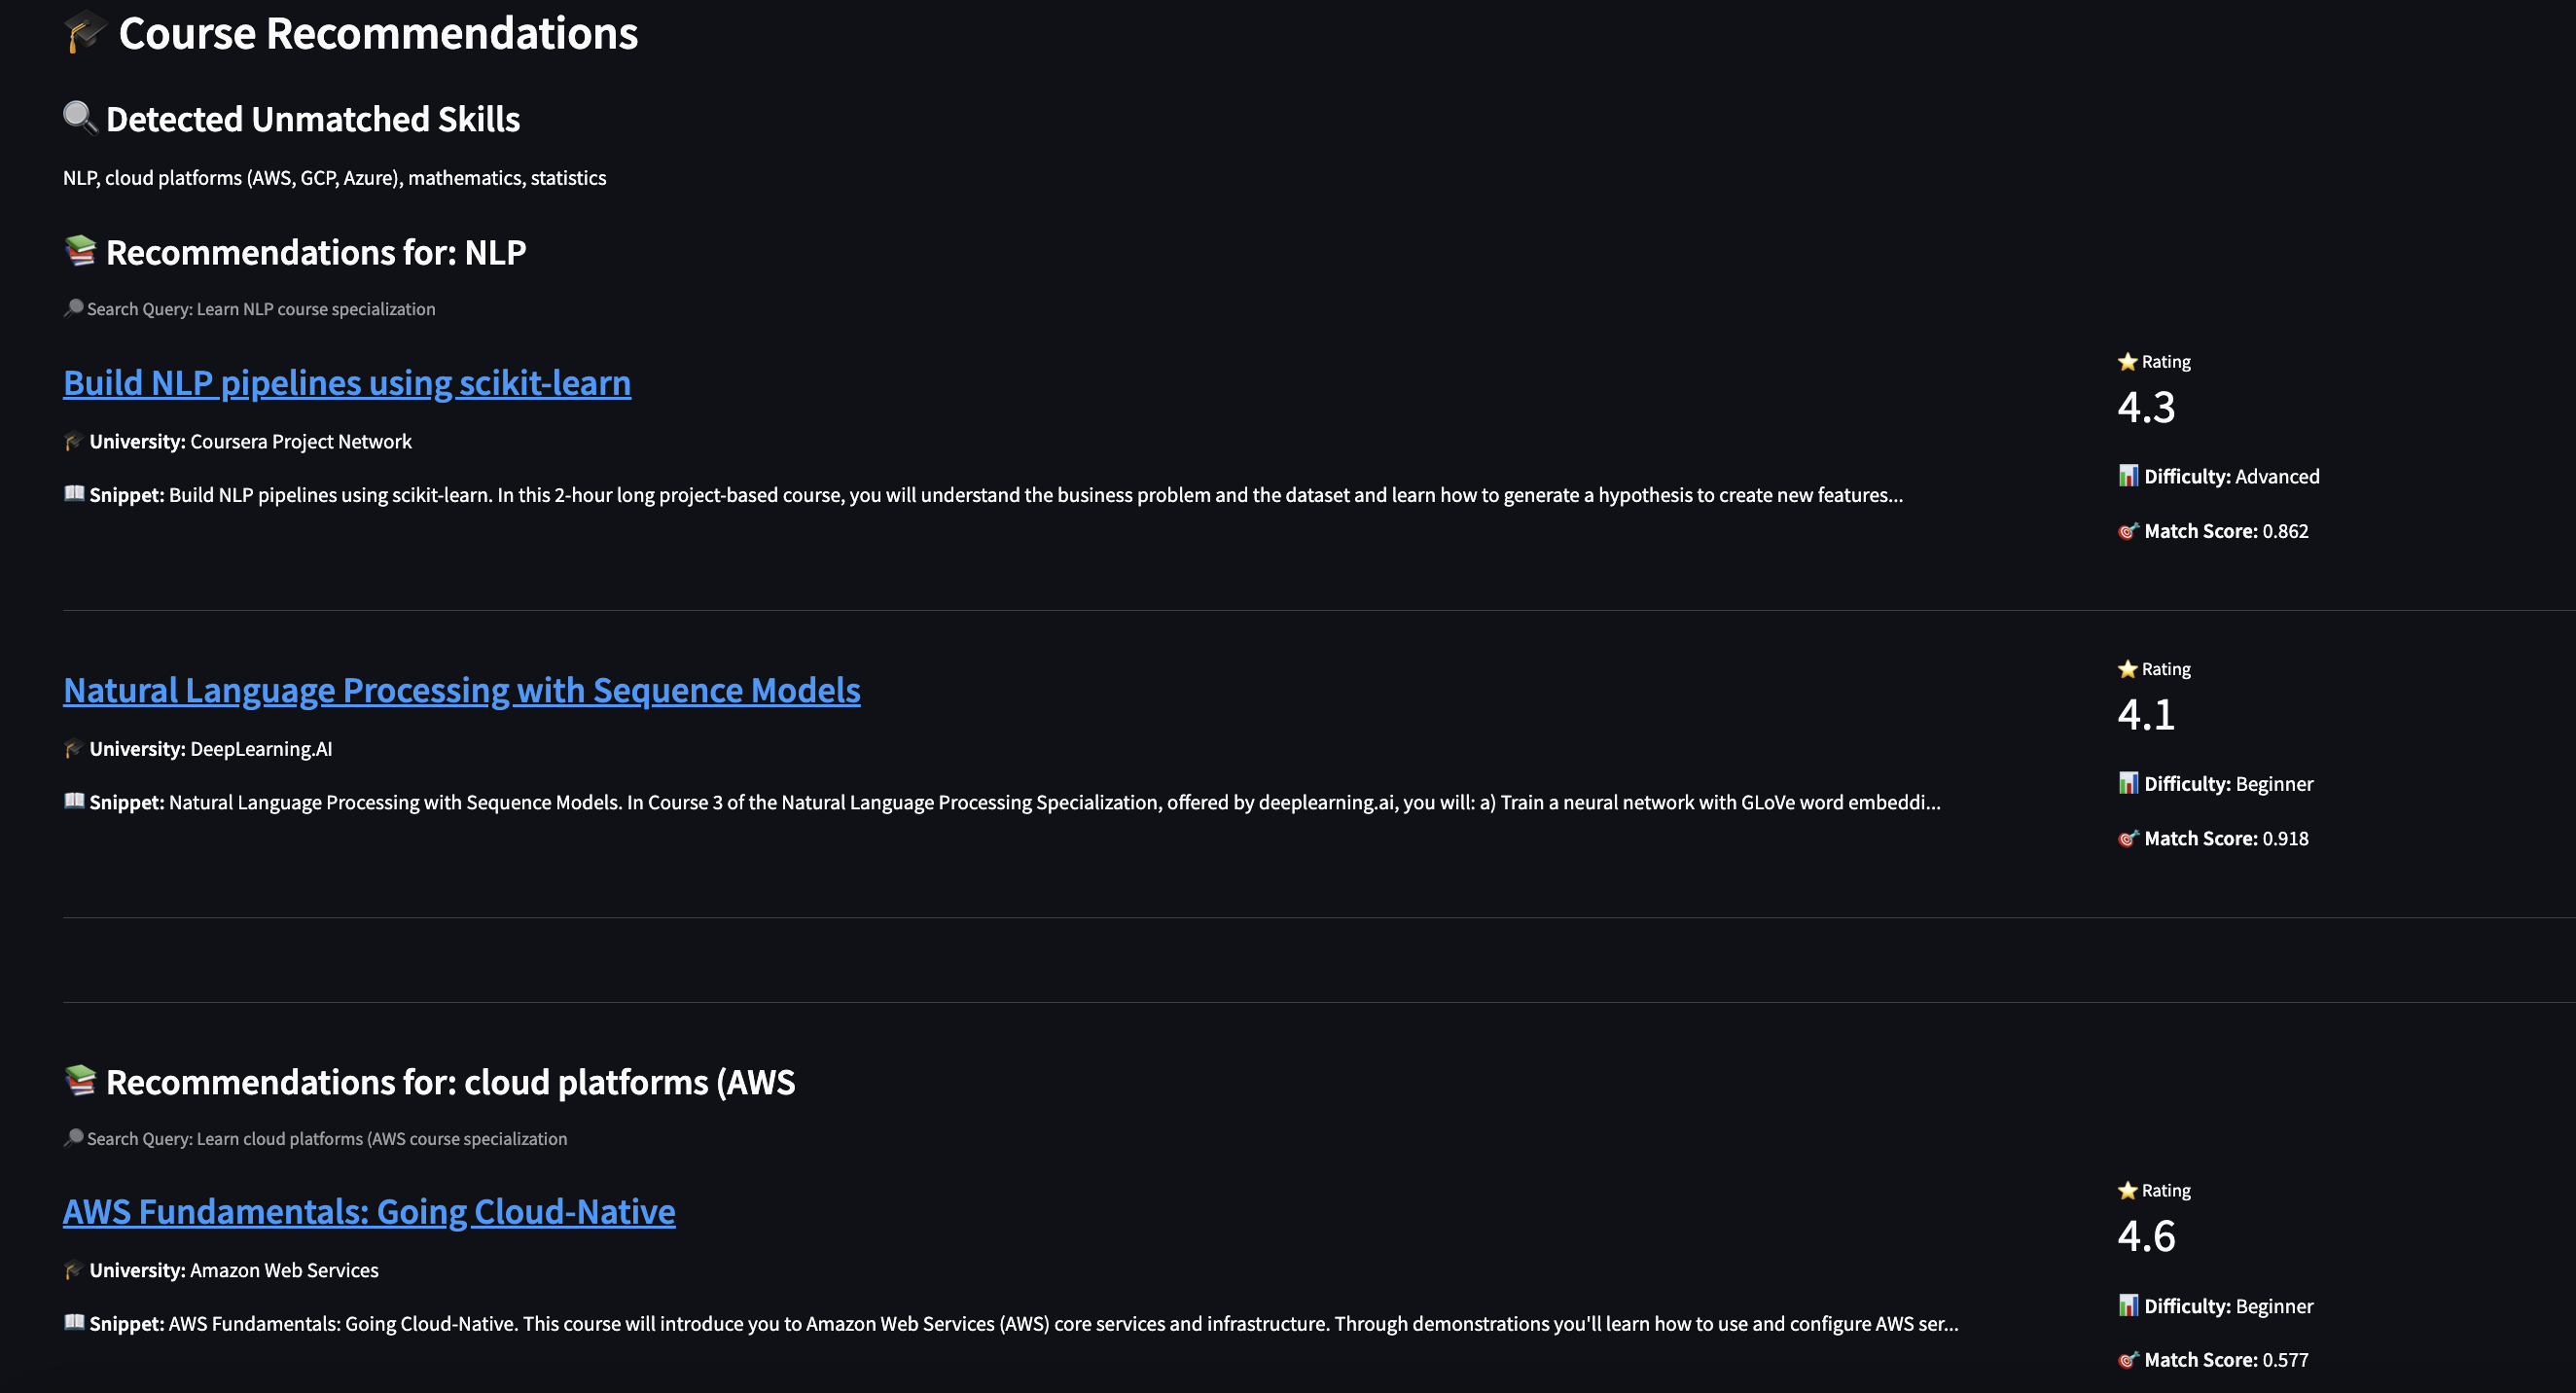 Course Recommendations
Detected Unmatched Skills
NLP, cloud platforms (AWS, GCP, Azure), mathematics, statistics
Recommendations for: NLP
Search Query: Learn NLP course specialization
Build NLP pipelines using scikit-learn
University: Coursera Project Network
Snippet: Build NLP pipelines using scikit-learn. In this 2-hour long project-based course, you will understand the business problem and the dataset and learn how to generate a hypothesis to create new features...
Rating
4.3
Difficulty: Advanced
Match Score: 0.862
Natural Language Processing with Sequence Models
University: DeepLearning.AI
Snippet: Natural Language Processing with Sequence Models. In Course 3 of the Natural Language Processing Specialization, offered by deeplearning.ai, you will: a) Train a neural network with GLoVe word embeddi...
Rating
4.1
Difficulty: Beginner
Match Score: 0.918
Recommendations for: cloud platforms (AWS
Search Query: Learn cloud platforms (AWS course specialization
AWS Fundamentals: Going Cloud-Native
University: Amazon Web Services
Snippet: AWS Fundamentals: Going Cloud-Native. This course will introduce you to Amazon Web Services (AWS) core services and infrastructure. Through demonstrations you'll learn how to use and configure AWS ser...
Rating
4.6
Difficulty: Beginner
Match Score: 0.577